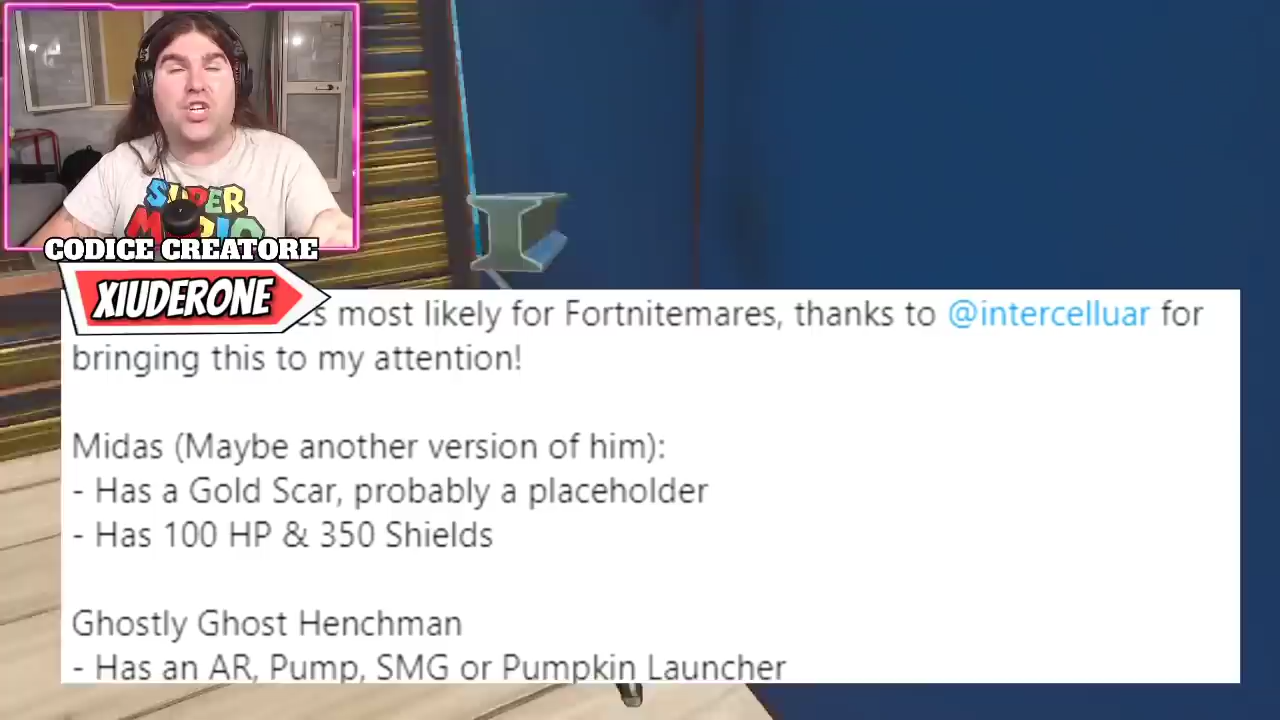 SUPER
MARIO
CODICE CREATORE
XIUDERONE
most likely for Fortnitemares, thanks to @intercelluar for
bringing this to my attention!
Midas (Maybe another version of him):
- Has a Gold Scar, probably a placeholder
- Has 100 HP & 350 Shields
Ghostly Ghost Henchman
- Has an AR, Pump, SMG or Pumpkin Launcher